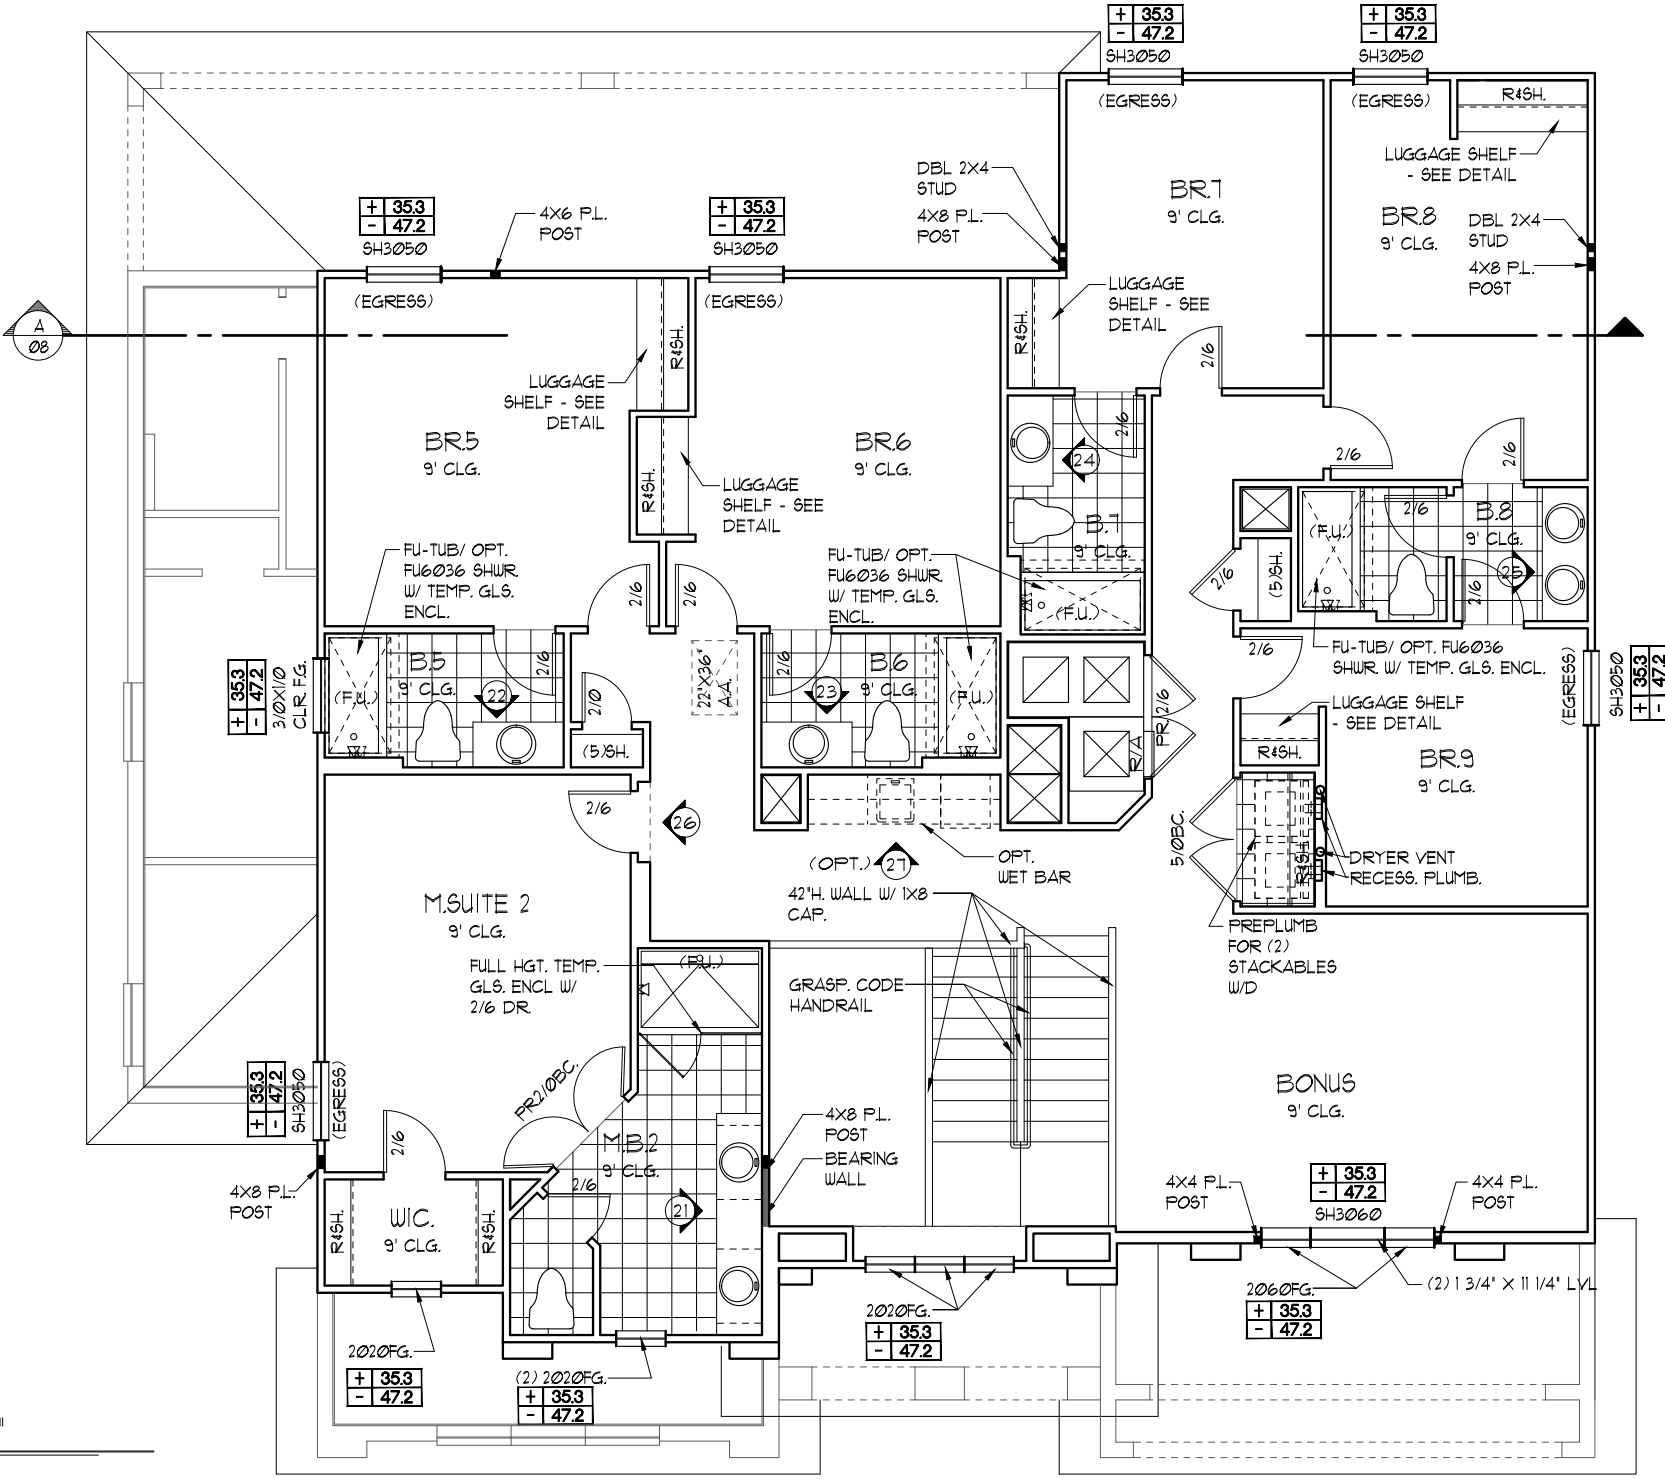 + 35.3
- 47.2
SH3050
(EGRESS)
+ 35.3
- 47.2
SH3050
(EGRESS)
R&SH.
LUGGAGE SHELF
- SEE DETAIL
DBL 2X4
STUD
4X8 P.L.
POST
BR.7
9' CLG.
BR.8
9' CLG.
DBL 2X4
STUD
4X8 P.L.
POST
+ 35.3
- 47.2
SH3050
(EGRESS)
4X6 P.L.
POST
+ 35.3
- 47.2
SH3050
(EGRESS)
LUGGAGE
SHELF - SEE
DETAIL
R&SH.
A
08
R&SH.
2/6
LUGGAGE
SHELF - SEE
DETAIL
BR.5
9' CLG.
BR.6
9' CLG.
2/6
24
2/6
2/6
R&SH.
LUGGAGE
SHELF - SEE
DETAIL
B.7
9' CLG.
(F.U.)
2/6
B.8
9' CLG.
25
FU-TUB/ OPT.
FU6036 SHWR.
W/ TEMP. GLS.
ENCL.
FU-TUB/ OPT.
FU6036 SHWR.
W/ TEMP. GLS.
ENCL.
2/6
2/6
(F.U.)
2/6
(5)SH.
2/6
B.5
9' CLG.
22
2/6
(F.U.)
2/0
22"X36"
A.A.
2/6
B.6
9' CLG.
23
(F.U.)
2/6
FU-TUB/ OPT. FU6036
SHWR. W/ TEMP. GLS. ENCL.
(EGRESS)
SH3050
+ 35.3
- 47.2
+ 35.3
- 47.2
3/0X1/0
CLR. F.G.
PR. 2/6
R/A
LUGGAGE SHELF
- SEE DETAIL
R&SH.
BR.9
9' CLG.
(5)SH.
2/6
26
(OPT.)
27
OPT.
WET BAR
5/0BC.
R&SH.
DRYER VENT
RECESS. PLUMB.
M.SUITE 2
9' CLG.
42"H. WALL W/ 1X8
CAP.
PREPLUMB
FOR (2)
STACKABLES
W/D
FULL HGT. TEMP.
GLS. ENCL W/
2/6 DR.
(F.U.)
GRASP. CODE
HANDRAIL
+ 35.3
- 47.2
SH3050
(EGRESS)
PR.2/0BC.
BONUS
9' CLG.
2/6
M.B.2
9' CLG.
4X8 P.L.
POST
BEARING
WALL
4X8 P.L.
POST
2/6
21
R&SH.
WIC.
9' CLG.
R&SH.
4X4 P.L.
POST
+ 35.3
- 47.2
SH3060
4X4 P.L.
POST
2060FG.
+ 35.3
- 47.2
(2) 1 3/4" X 11 1/4" LVL
2020FG.
+ 35.3
- 47.2
2020FG.
+ 35.3
- 47.2
(2) 2020FG.
+ 35.3
- 47.2